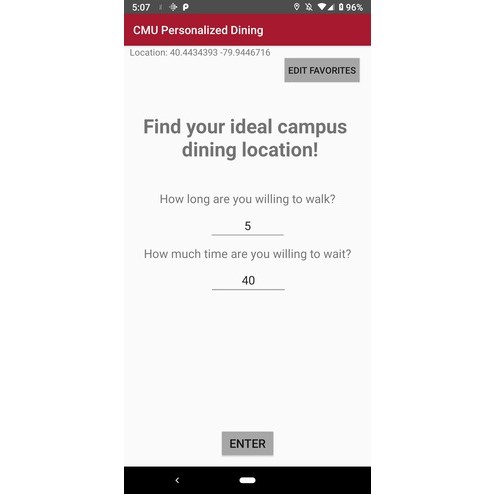 5:07
96%
CMU Personalized Dining
Location: 40.4434393 -79.9446716
EDIT FAVORITES
Find your ideal campus
dining location!
How long are you willing to walk?
5
How much time are you willing to wait?
40
ENTER